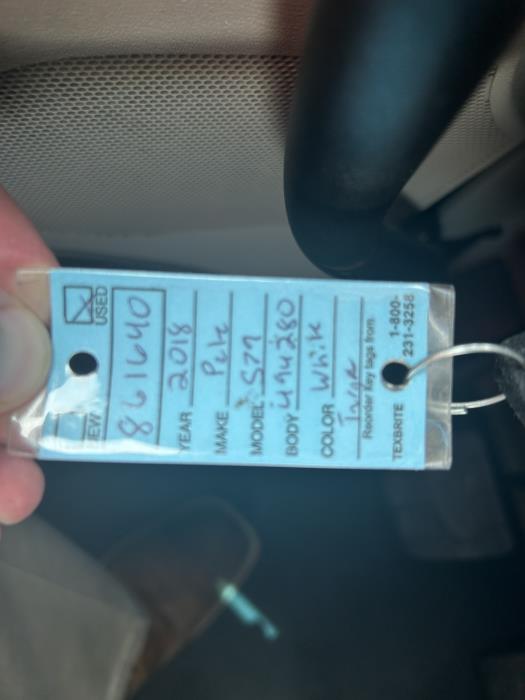 NEW USED
861640
YEAR 2018
MAKE Pete
MODEL 579
BODY 494280
COLOR White
Reorder key tags from
TEXBRITE 1-800-231-3258